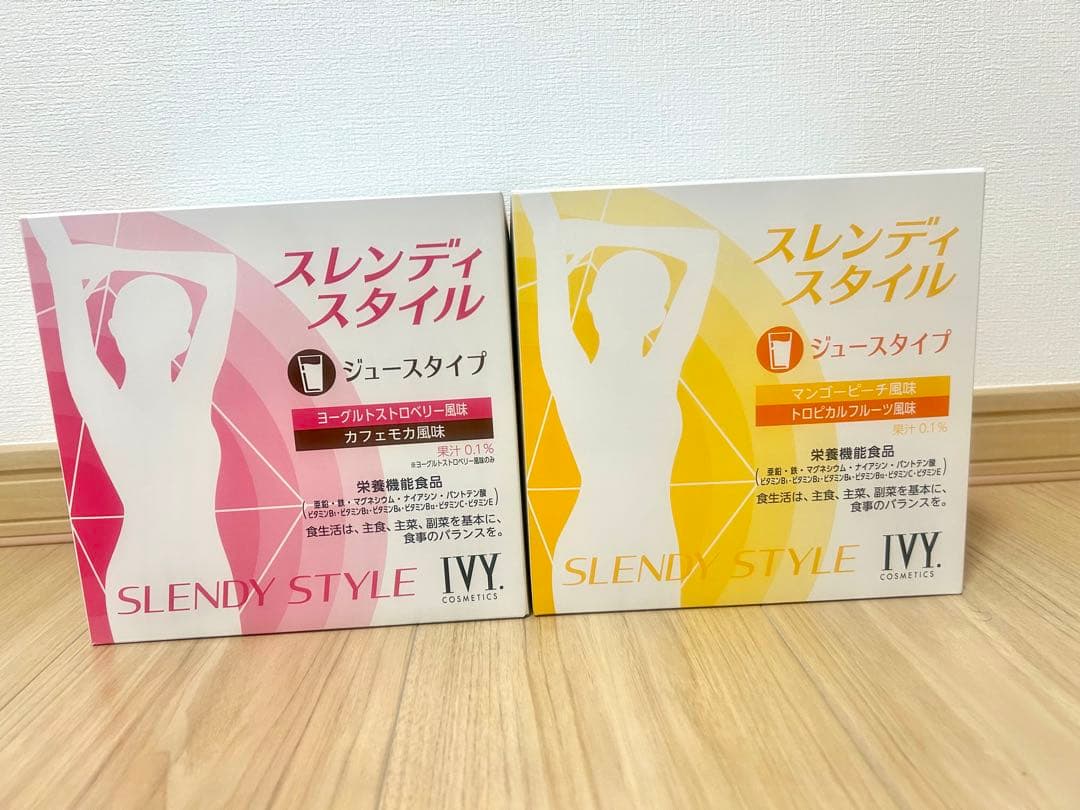 スレンディ
スタイル
ジュースタイプ
ヨーグルトストロベリー風味
カフェモカ風味
果汁 0.1%
※ヨーグルトストロベリー風味のみ
栄養機能食品
(亜鉛・鉄・マグネシウム・ナイアシン・パントテン酸
ビタミンB₁・ビタミンB₂・ビタミンB₆・ビタミンB₁₂・ビタミンC・ビタミンE)
食生活は、主食、主菜、副菜を基本に、
食事のバランスを。
SLENDY STYLE
IVY.
COSMETICS
スレンディ
スタイル
ジュースタイプ
マンゴーピーチ風味
トロピカルフルーツ風味
果汁 0.1%
栄養機能食品
(亜鉛・鉄・マグネシウム・ナイアシン・パントテン酸
ビタミンB₁・ビタミンB₂・ビタミンB₆・ビタミンB₁₂・ビタミンC・ビタミンE)
食生活は、主食、主菜、副菜を基本に、
食事のバランスを。
SLENDY STYLE
IVY.
COSMETICS